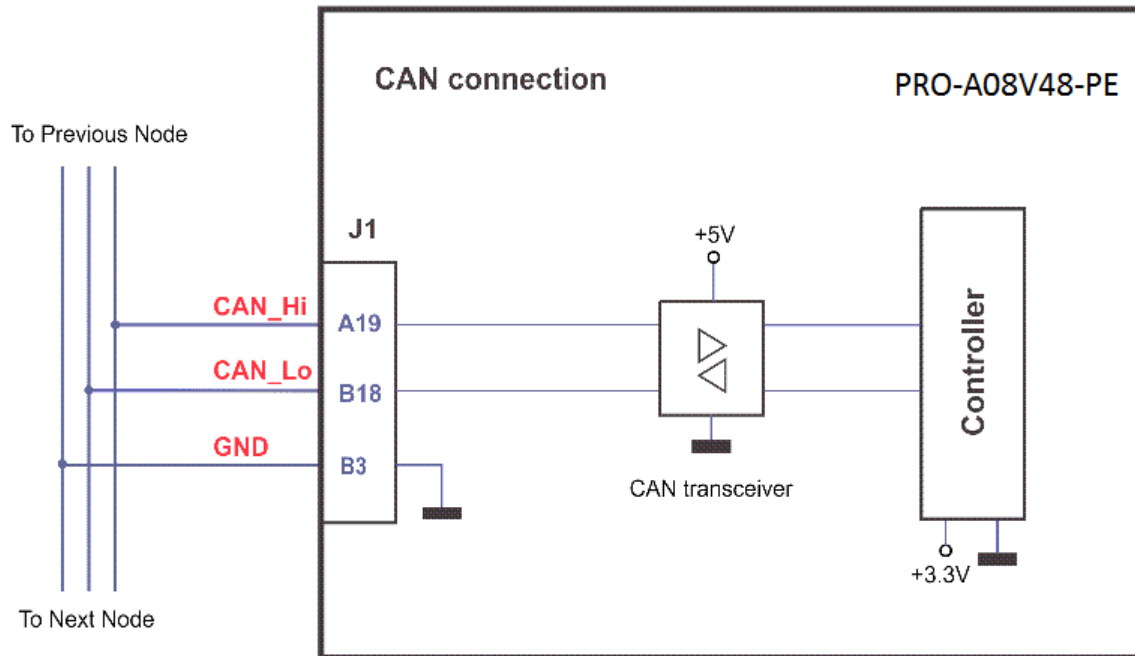 CAN connection
PRO-A08V48-PE
To Previous Node
J1
+5V
CAN_Hi
A19
CAN_Lo
B18
GND
B3
Controller
CAN transceiver
+3.3V
To Next Node